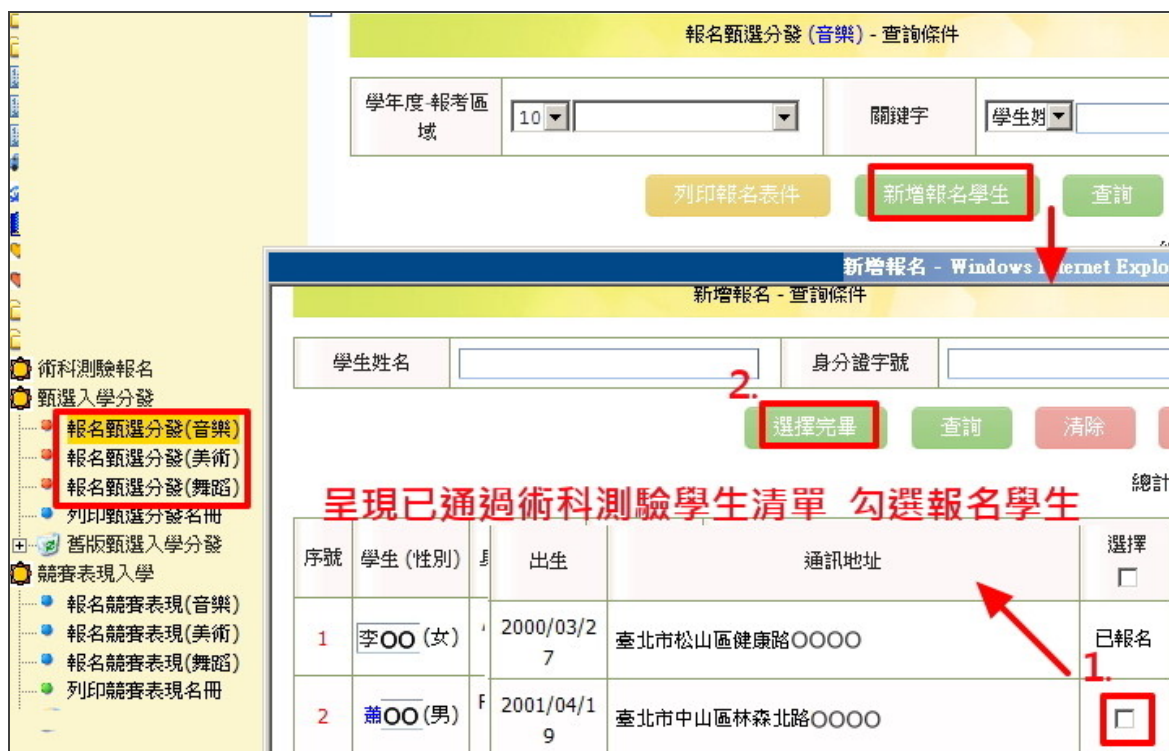 報名甄選分發 (音樂) - 查詢條件
學年度-報考區域
10
關鍵字
學生姓
列印報名表件
新增報名學生
查詢
新增報名 - Windows Internet Explo
新增報名 - 查詢條件
學生姓名
身分證字號
2.
選擇完畢
查詢
清除
總計
呈現已通過術科測驗學生清單 勾選報名學生
序號 學生 (性別) 出生 通訊地址 選擇
1 李OO (女) 2000/03/27 臺北市松山區健康路OOOO 已報名
1.
2 蕭OO (男) 2001/04/19 臺北市中山區林森北路OOOO
術科測驗報名
甄選入學分發
報名甄選分發(音樂)
報名甄選分發(美術)
報名甄選分發(舞蹈)
列印甄選分發名冊
舊版甄選入學分發
競賽表現入學
報名競賽表現(音樂)
報名競賽表現(美術)
報名競賽表現(舞蹈)
列印競賽表現名冊